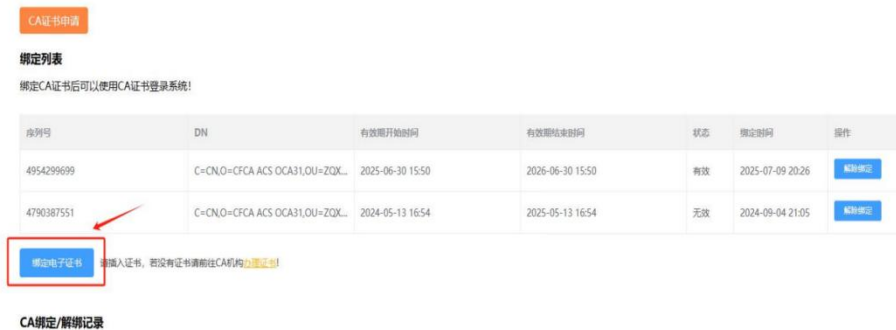 CA证书申请
绑定列表
绑定CA证书后可以使用CA证书登录系统！
序列号 DN 有效期开始时间 有效期结束时间 状态 绑定时间 操作
4954299699 C=CN,O=CFCA ACS OCA31,OU=ZQX... 2025-06-30 15:50 2026-06-30 15:50 有效 2025-07-09 20:26 解除绑定
4790387551 C=CN,O=CFCA ACS OCA31,OU=ZQX... 2024-05-13 16:54 2025-05-13 16:54 无效 2024-09-04 21:05 解除绑定
绑定电子证书 请插入证书，若没有证书请前往CA机构办理证书！
CA绑定/解绑记录